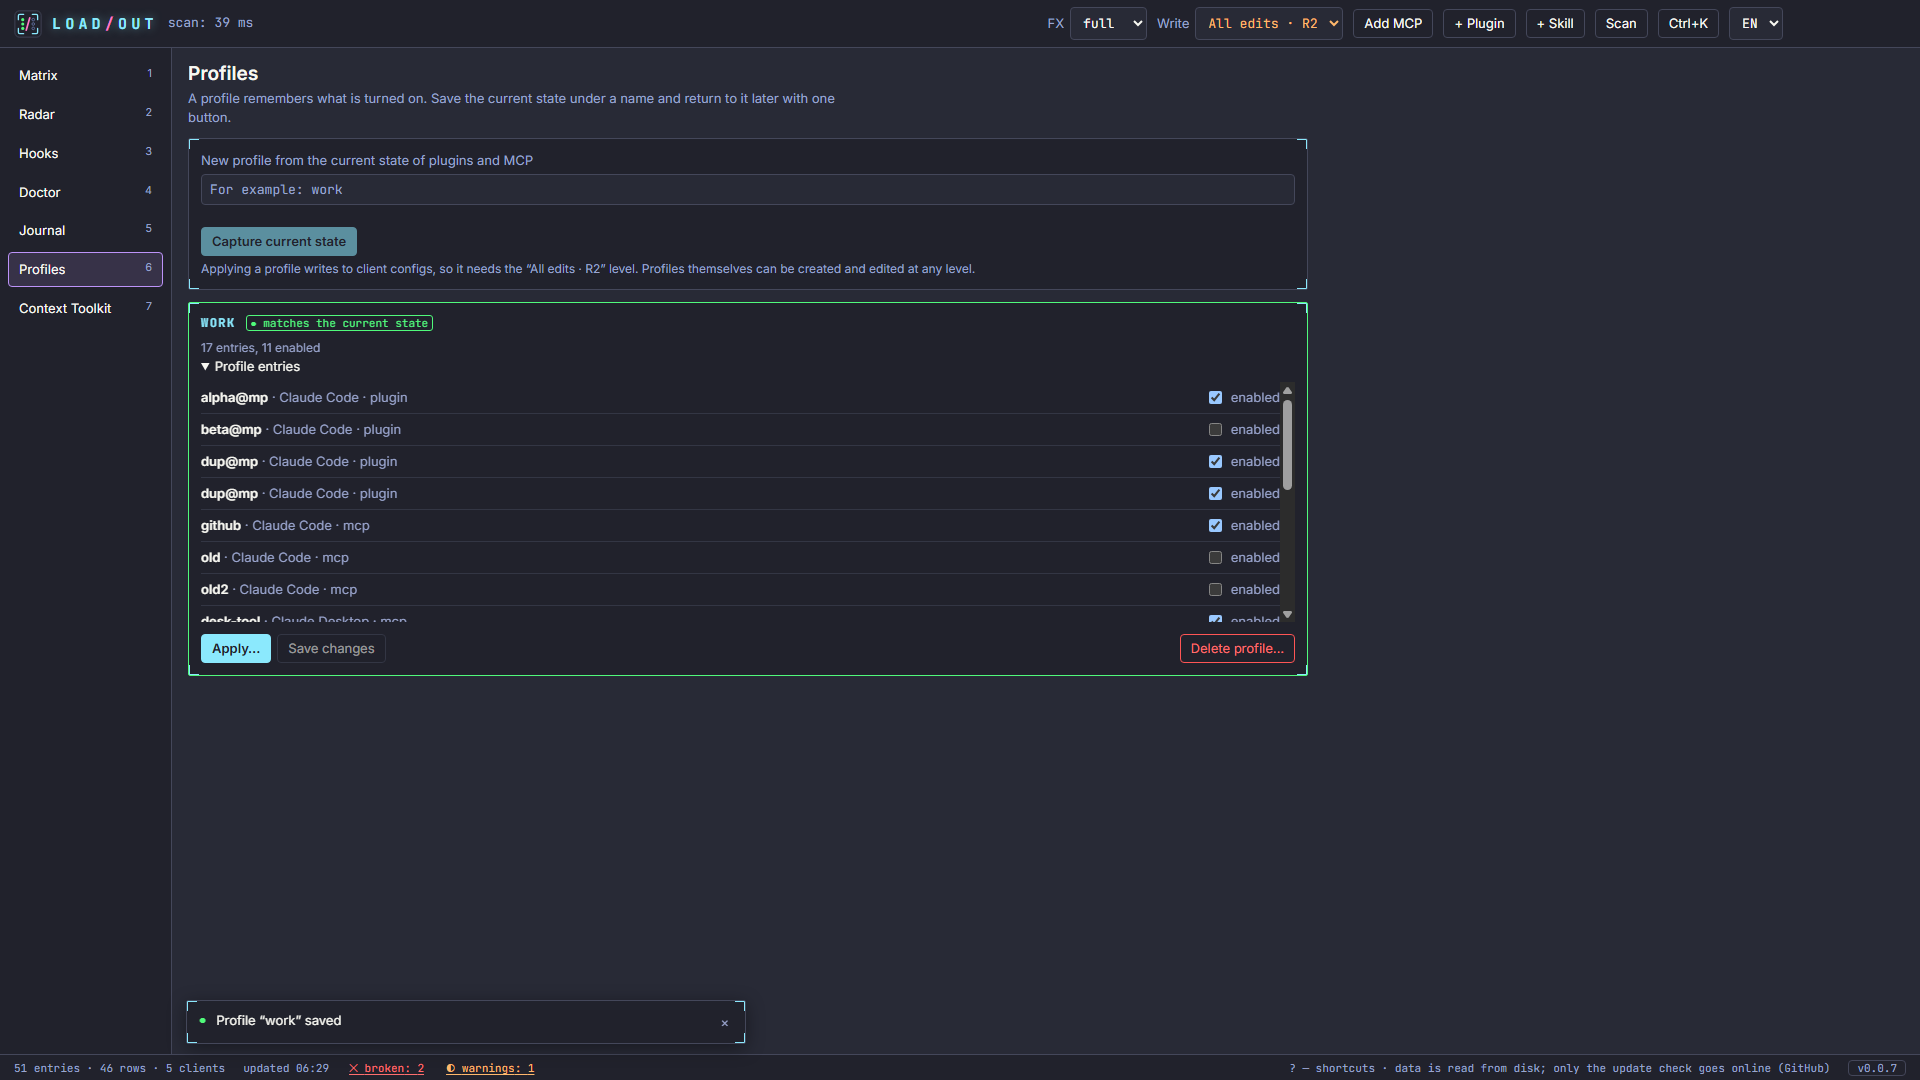 LOAD/OUT scan: 39 ms FX full Write All edits · R2 Add MCP + Plugin + Skill Scan Ctrl+K EN
Matrix 1
Radar 2
Hooks 3
Doctor 4
Journal 5
Profiles 6
Context Toolkit 7
Profiles
A profile remembers what is turned on. Save the current state under a name and return to it later with one
button.
New profile from the current state of plugins and MCP
For example: work
Capture current state
Applying a profile writes to client configs, so it needs the “All edits · R2” level. Profiles themselves can be created and edited at any level.
WORK ● matches the current state
17 entries, 11 enabled
▼ Profile entries
alpha@mp · Claude Code · plugin enabled
beta@mp · Claude Code · plugin enabled
dup@mp · Claude Code · plugin enabled
dup@mp · Claude Code · plugin enabled
github · Claude Code · mcp enabled
old · Claude Code · mcp enabled
old2 · Claude Code · mcp enabled
desk-tool · Claude Desktop · mcp enabled
Apply... Save changes Delete profile...
Profile “work” saved ×
51 entries · 46 rows · 5 clients updated 06:29 broken: 2 warnings: 1 ? — shortcuts · data is read from disk; only the update check goes online (GitHub) v0.0.7